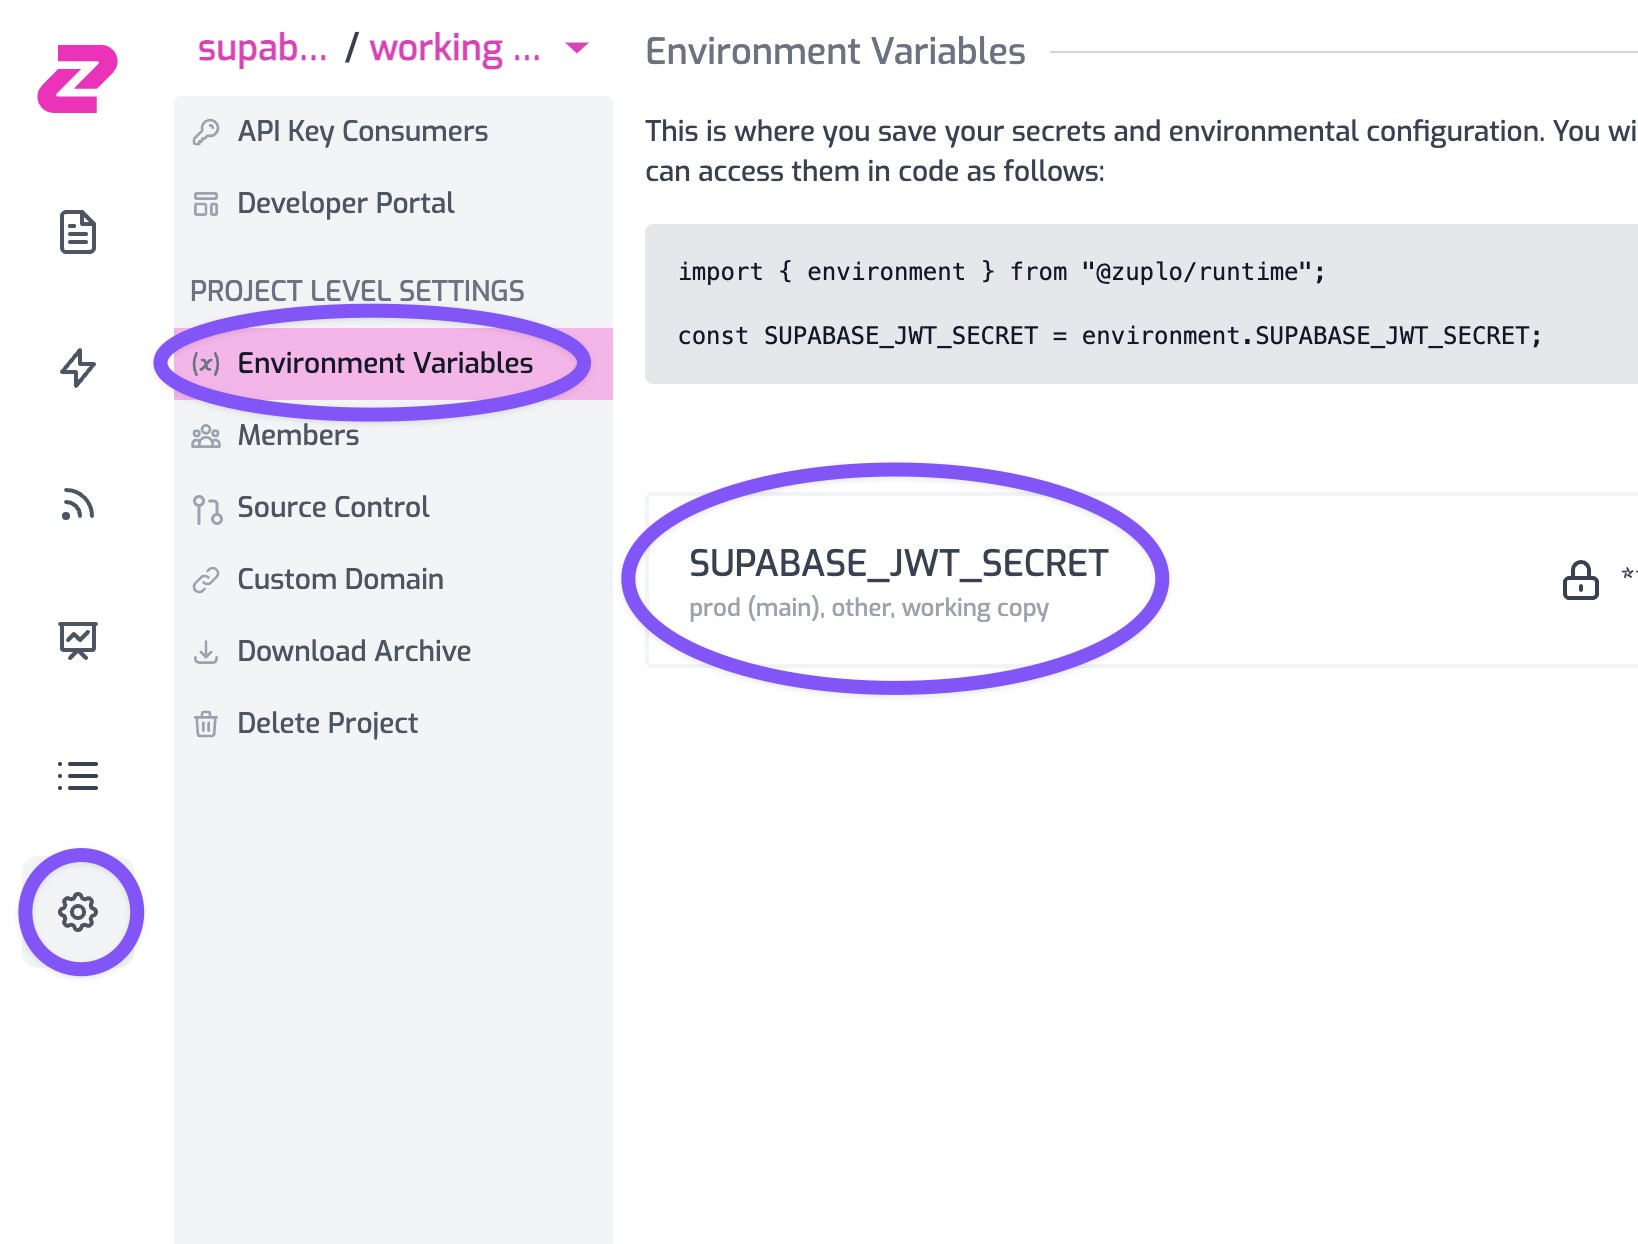 supab... / working ...
API Key Consumers
Developer Portal
PROJECT LEVEL SETTINGS
(x) Environment Variables
Members
Source Control
Custom Domain
Download Archive
Delete Project
Environment Variables
This is where you save your secrets and environmental configuration. You wi
can access them in code as follows:
import { environment } from "@zuplo/runtime";
const SUPABASE_JWT_SECRET = environment.SUPABASE_JWT_SECRET;
SUPABASE_JWT_SECRET
prod (main), other, working copy
**